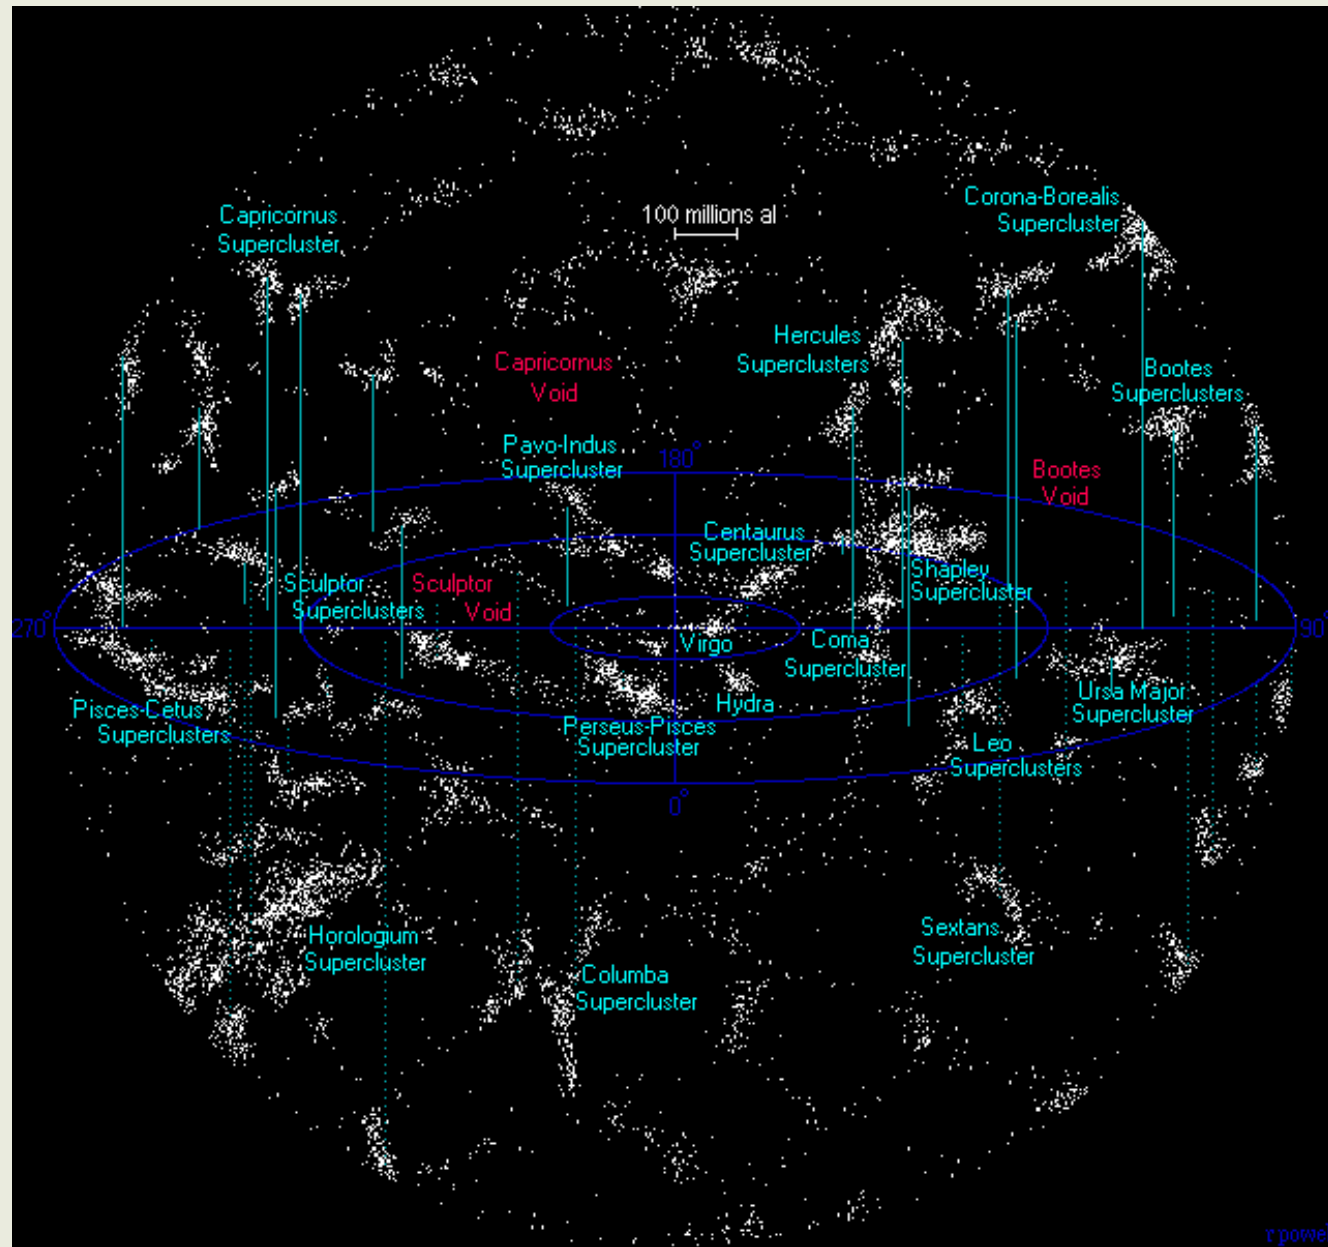 Capricornus
Supercluster
100 millions al
Corona-Borealis
Supercluster
Hercules
Superclusters
Capricornus
Void
Bootes
Superclusters
Pavo-Indus
Supercluster
180°
Bootes
Void
Centaurus
Supercluster
Sculptor
Superclusters
Sculptor
Void
Shapley
Supercluster
270°
Virgo
Coma
Supercluster
90°
Pisces-Cetus
Superclusters
Perseus-Pisces
Supercluster
Hydra
Ursa Major
Supercluster
Leo
Superclusters
0°
Horologium
Supercluster
Columba
Supercluster
Sextans
Supercluster
rpowe